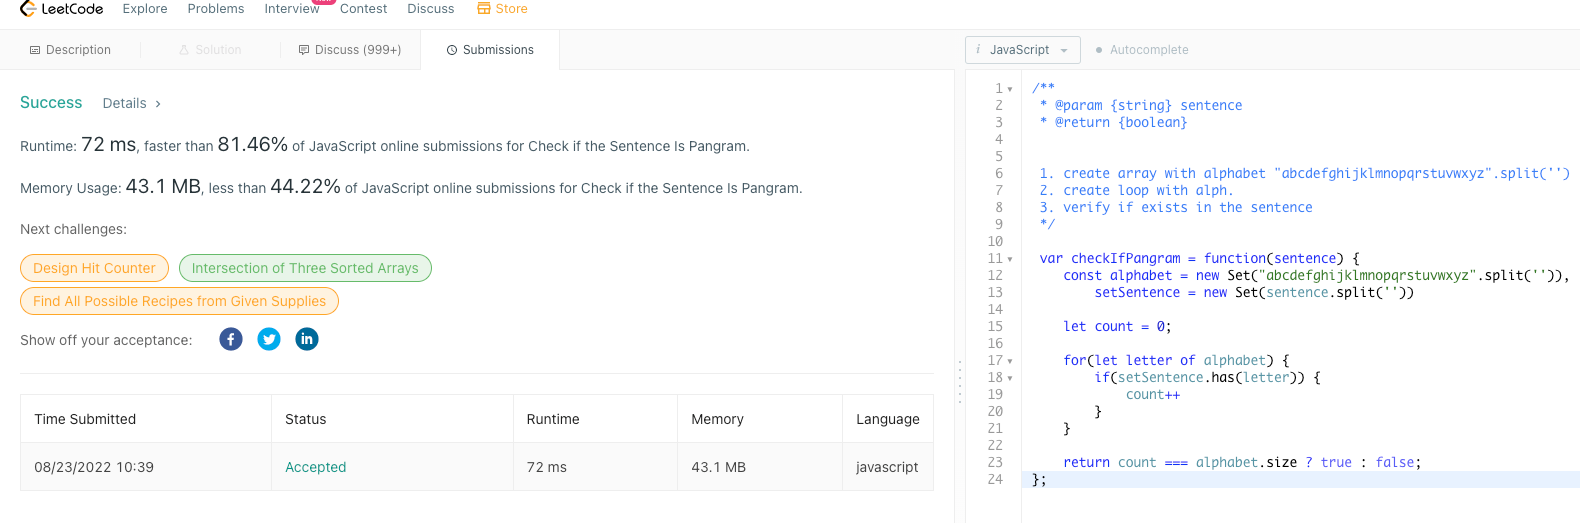 LeetCode Explore Problems Interview Contest Discuss Store
Description Solution Discuss (999+) Submissions
i JavaScript Autocomplete
Success Details
Runtime: 72 ms, faster than 81.46% of JavaScript online submissions for Check if the Sentence Is Pangram.
Memory Usage: 43.1 MB, less than 44.22% of JavaScript online submissions for Check if the Sentence Is Pangram.
Next challenges:
Design Hit Counter Intersection of Three Sorted Arrays
Find All Possible Recipes from Given Supplies
Show off your acceptance:
Time Submitted Status Runtime Memory Language
08/23/2022 10:39 Accepted 72 ms 43.1 MB javascript
1 /**
2 * @param {string} sentence
3 * @return {boolean}
4
5
6 1. create array with alphabet "abcdefghijklmnopqrstuvwxyz".split('')
7 2. create loop with alph.
8 3. verify if exists in the sentence
9 */
10
11 var checkIfPangram = function(sentence) {
12 const alphabet = new Set("abcdefghijklmnopqrstuvwxyz".split('')),
13 setSentence = new Set(sentence.split(''))
14
15 let count = 0;
16
17 for(let letter of alphabet) {
18 if(setSentence.has(letter)) {
19 count++
20 }
21 }
22
23 return count === alphabet.size ? true : false;
24 };